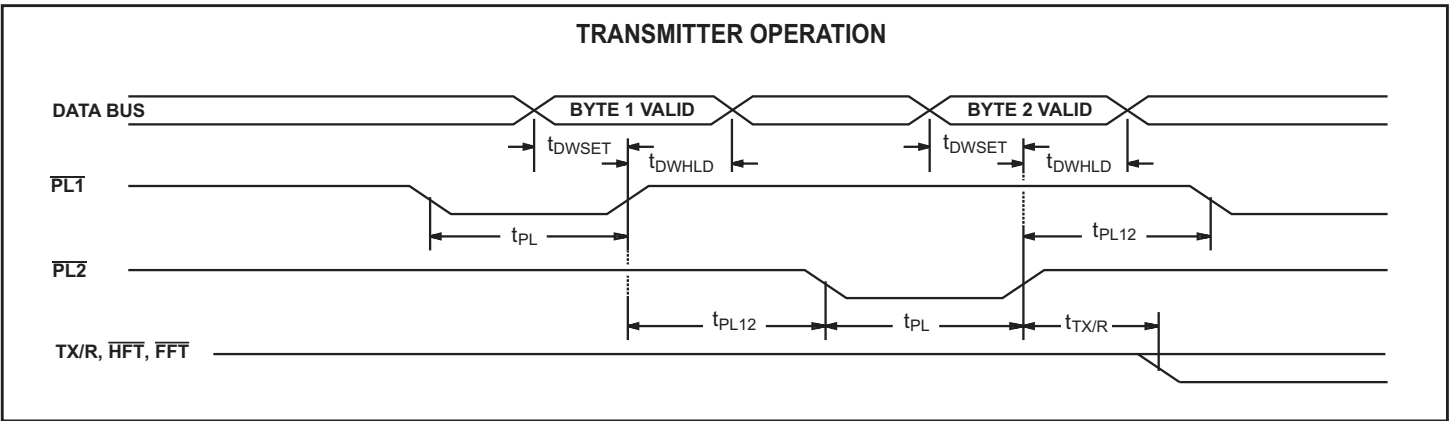 TRANSMITTER OPERATION
DATA BUS
BYTE 1 VALID
BYTE 2 VALID
tDWSET
tDWHLD
tDWSET
tDWHLD
PL1
tPL
tPL12
PL2
tPL12
tPL
tTX/R
TX/R, HFT, FFT